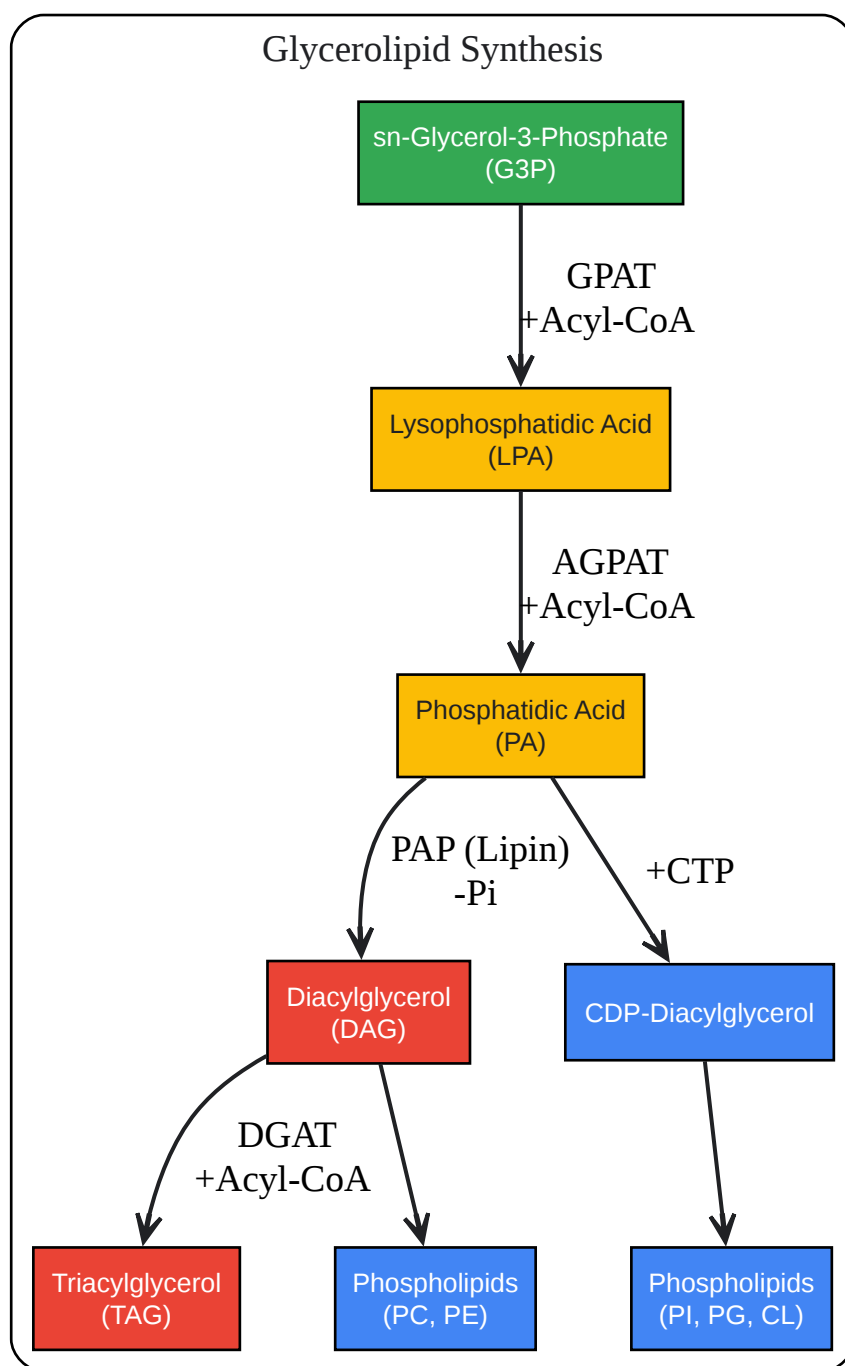 Glycerolipid Synthesis
sn-Glycerol-3-Phosphate
(G3P)
GPAT
+Acyl-CoA
Lysophosphatidic Acid
(LPA)
AGPAT
+Acyl-CoA
Phosphatidic Acid
(PA)
PAP (Lipin)
-Pi
+CTP
Diacylglycerol
(DAG)
CDP-Diacylglycerol
DGAT
+Acyl-CoA
Triacylglycerol
(TAG)
Phospholipids
(PC, PE)
Phospholipids
(PI, PG, CL)